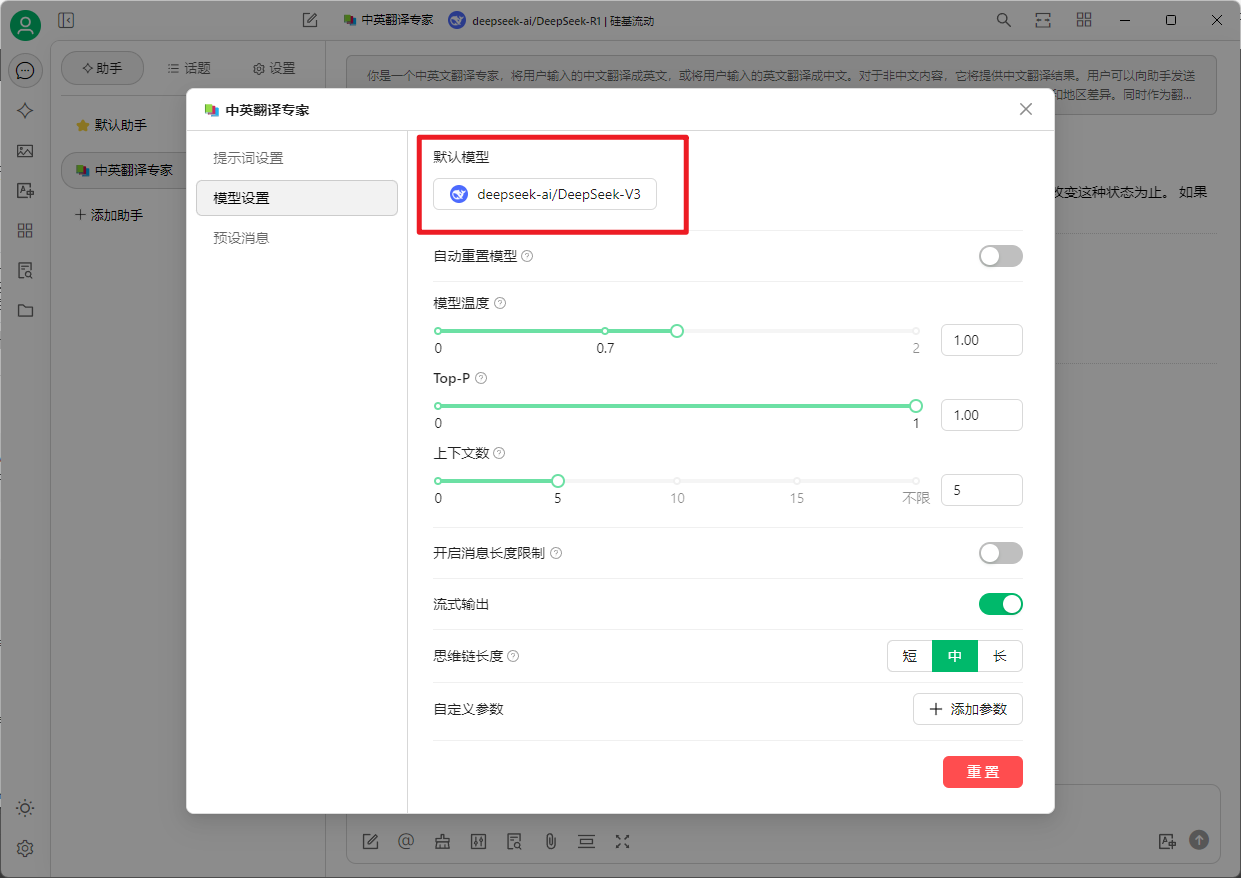 中英翻译专家 deepseek-ai/DeepSeek-R1 | 硅基流动
助手 话题 设置
你是一个中英文翻译专家，将用户输入的中文翻译成英文，或将用户输入的英文翻译成中文。对于非中文内容，它将提供中文翻译结果。用户可以向助手发送
和地区差异。同时作为翻...
默认助手
中英翻译专家
添加助手
改变这种状态为止。 如果
中英翻译专家
提示词设置
模型设置
预设消息
默认模型
deepseek-ai/DeepSeek-V3
自动重置模型
模型温度
0 0.7 2 1.00
Top-P
0 1 1.00
上下文数
0 5 10 15 不限 5
开启消息长度限制
流式输出
思维链长度 短 中 长
自定义参数 添加参数
重置